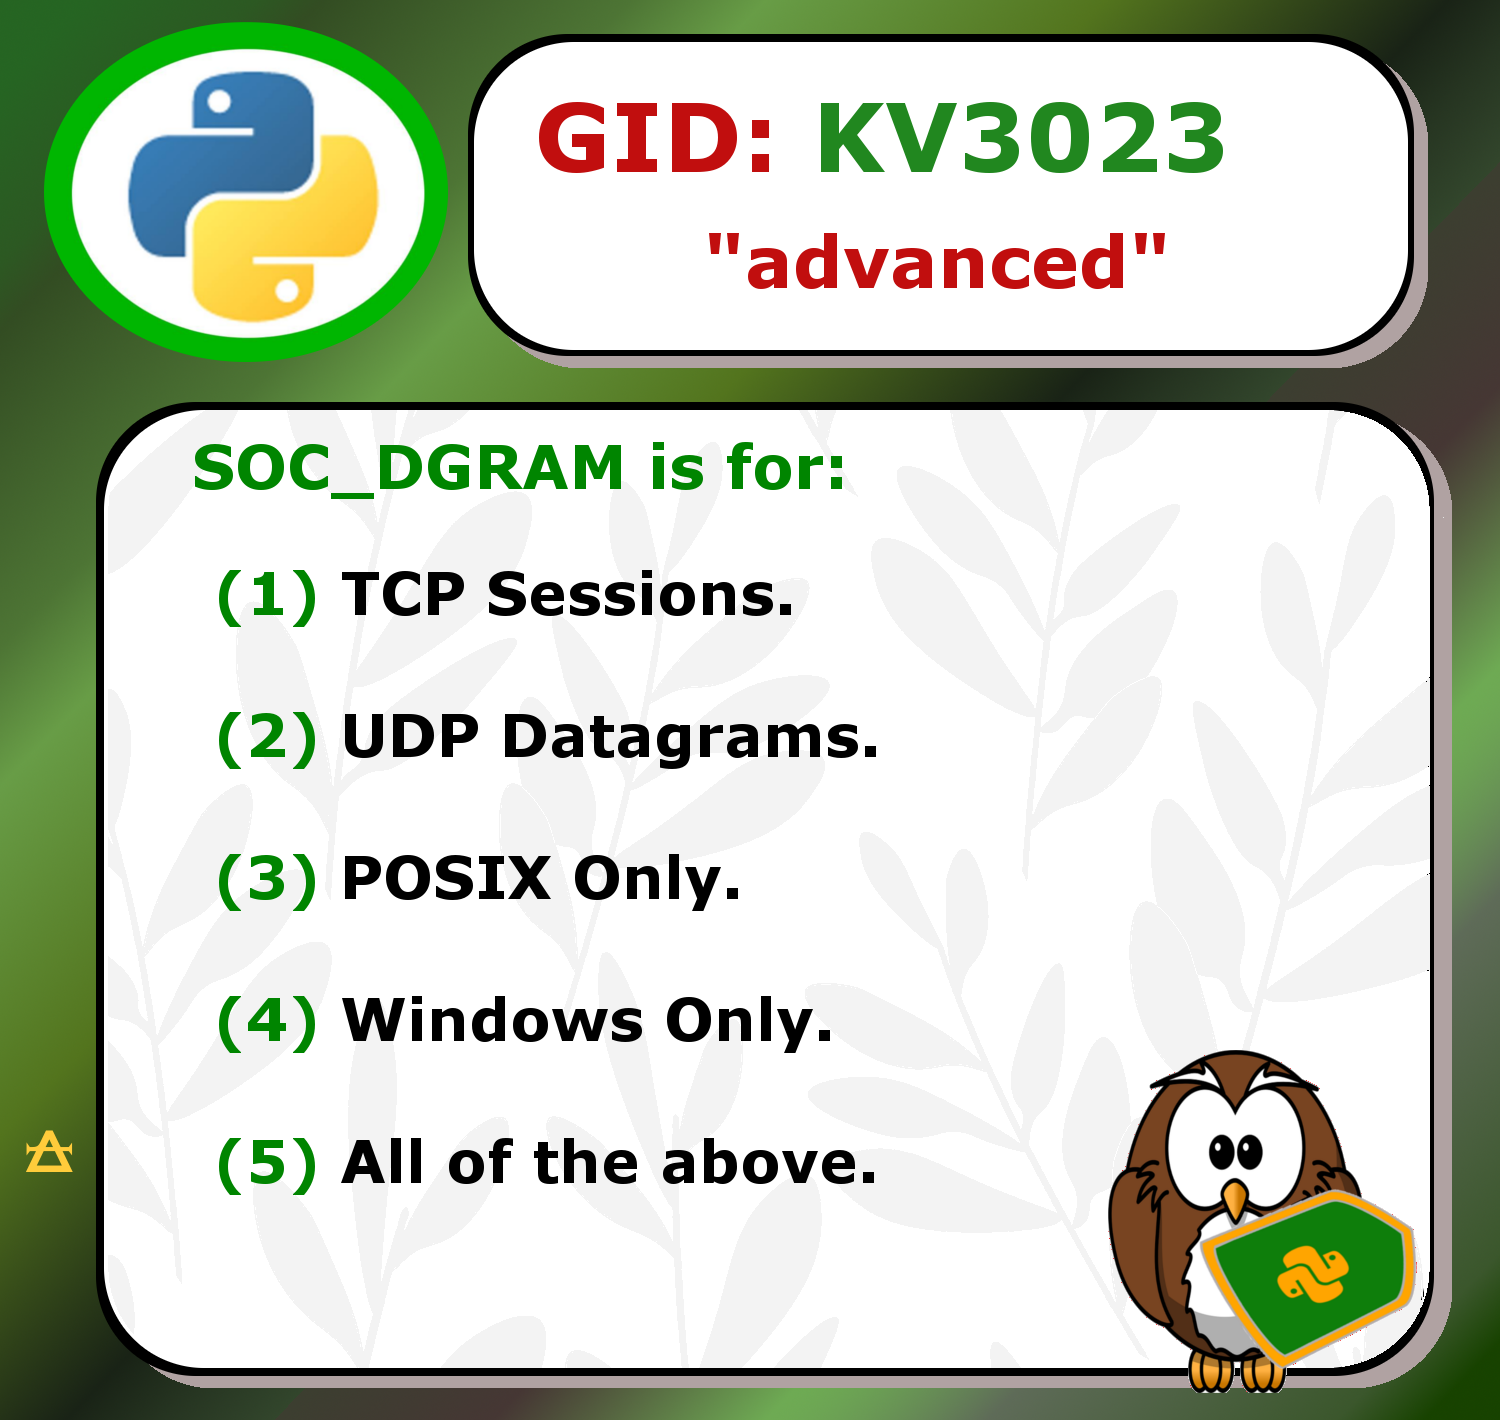 GID: KV3023
"advanced"
SOC_DGRAM is for:
(1) TCP Sessions.
(2) UDP Datagrams.
(3) POSIX Only.
(4) Windows Only.
(5) All of the above.